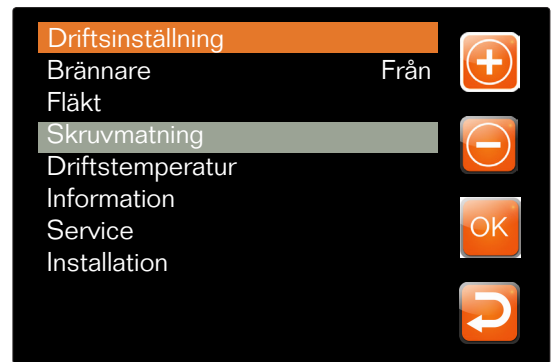 Driftsinställning
Brännare Från
Fläkt
Skruvmatning
Driftstemperatur
Information
Service
Installation
OK